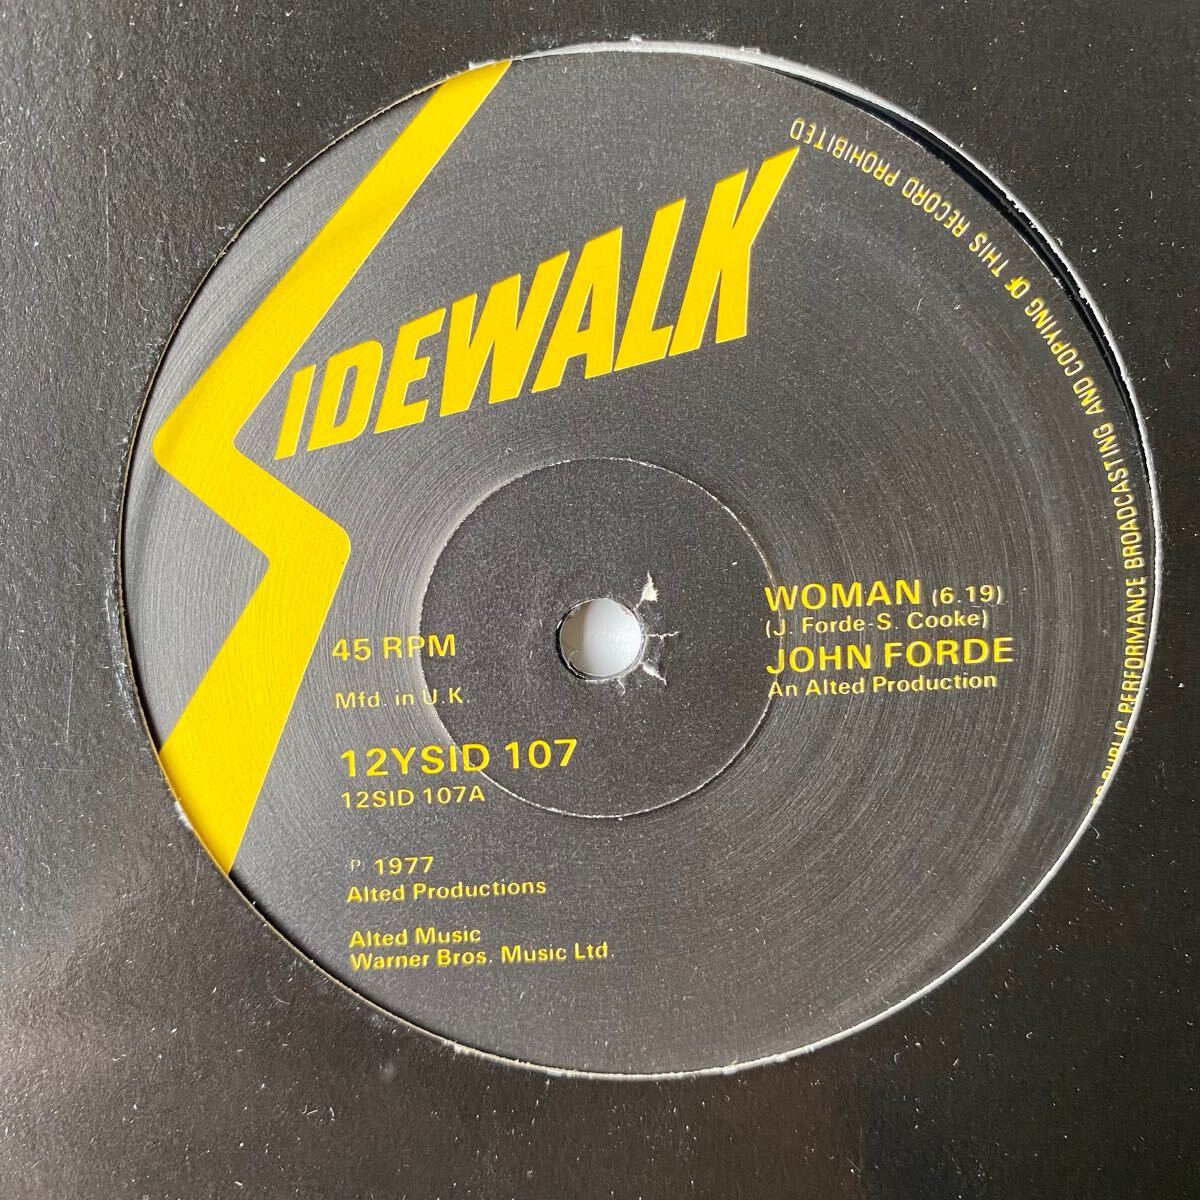 SIDEWALK
WOMAN (6.19)
(J. Forde-S. Cooke)
JOHN FORDE
An Alted Production
45 RPM
Mfd. in U.K.
12YSID 107
12SID 107A
P 1977
Alted Productions
Alted Music
Warner Bros. Music Ltd.
PUBLIC PERFORMANCE BROADCASTING AND COPYING OF THIS RECORD PROHIBITED